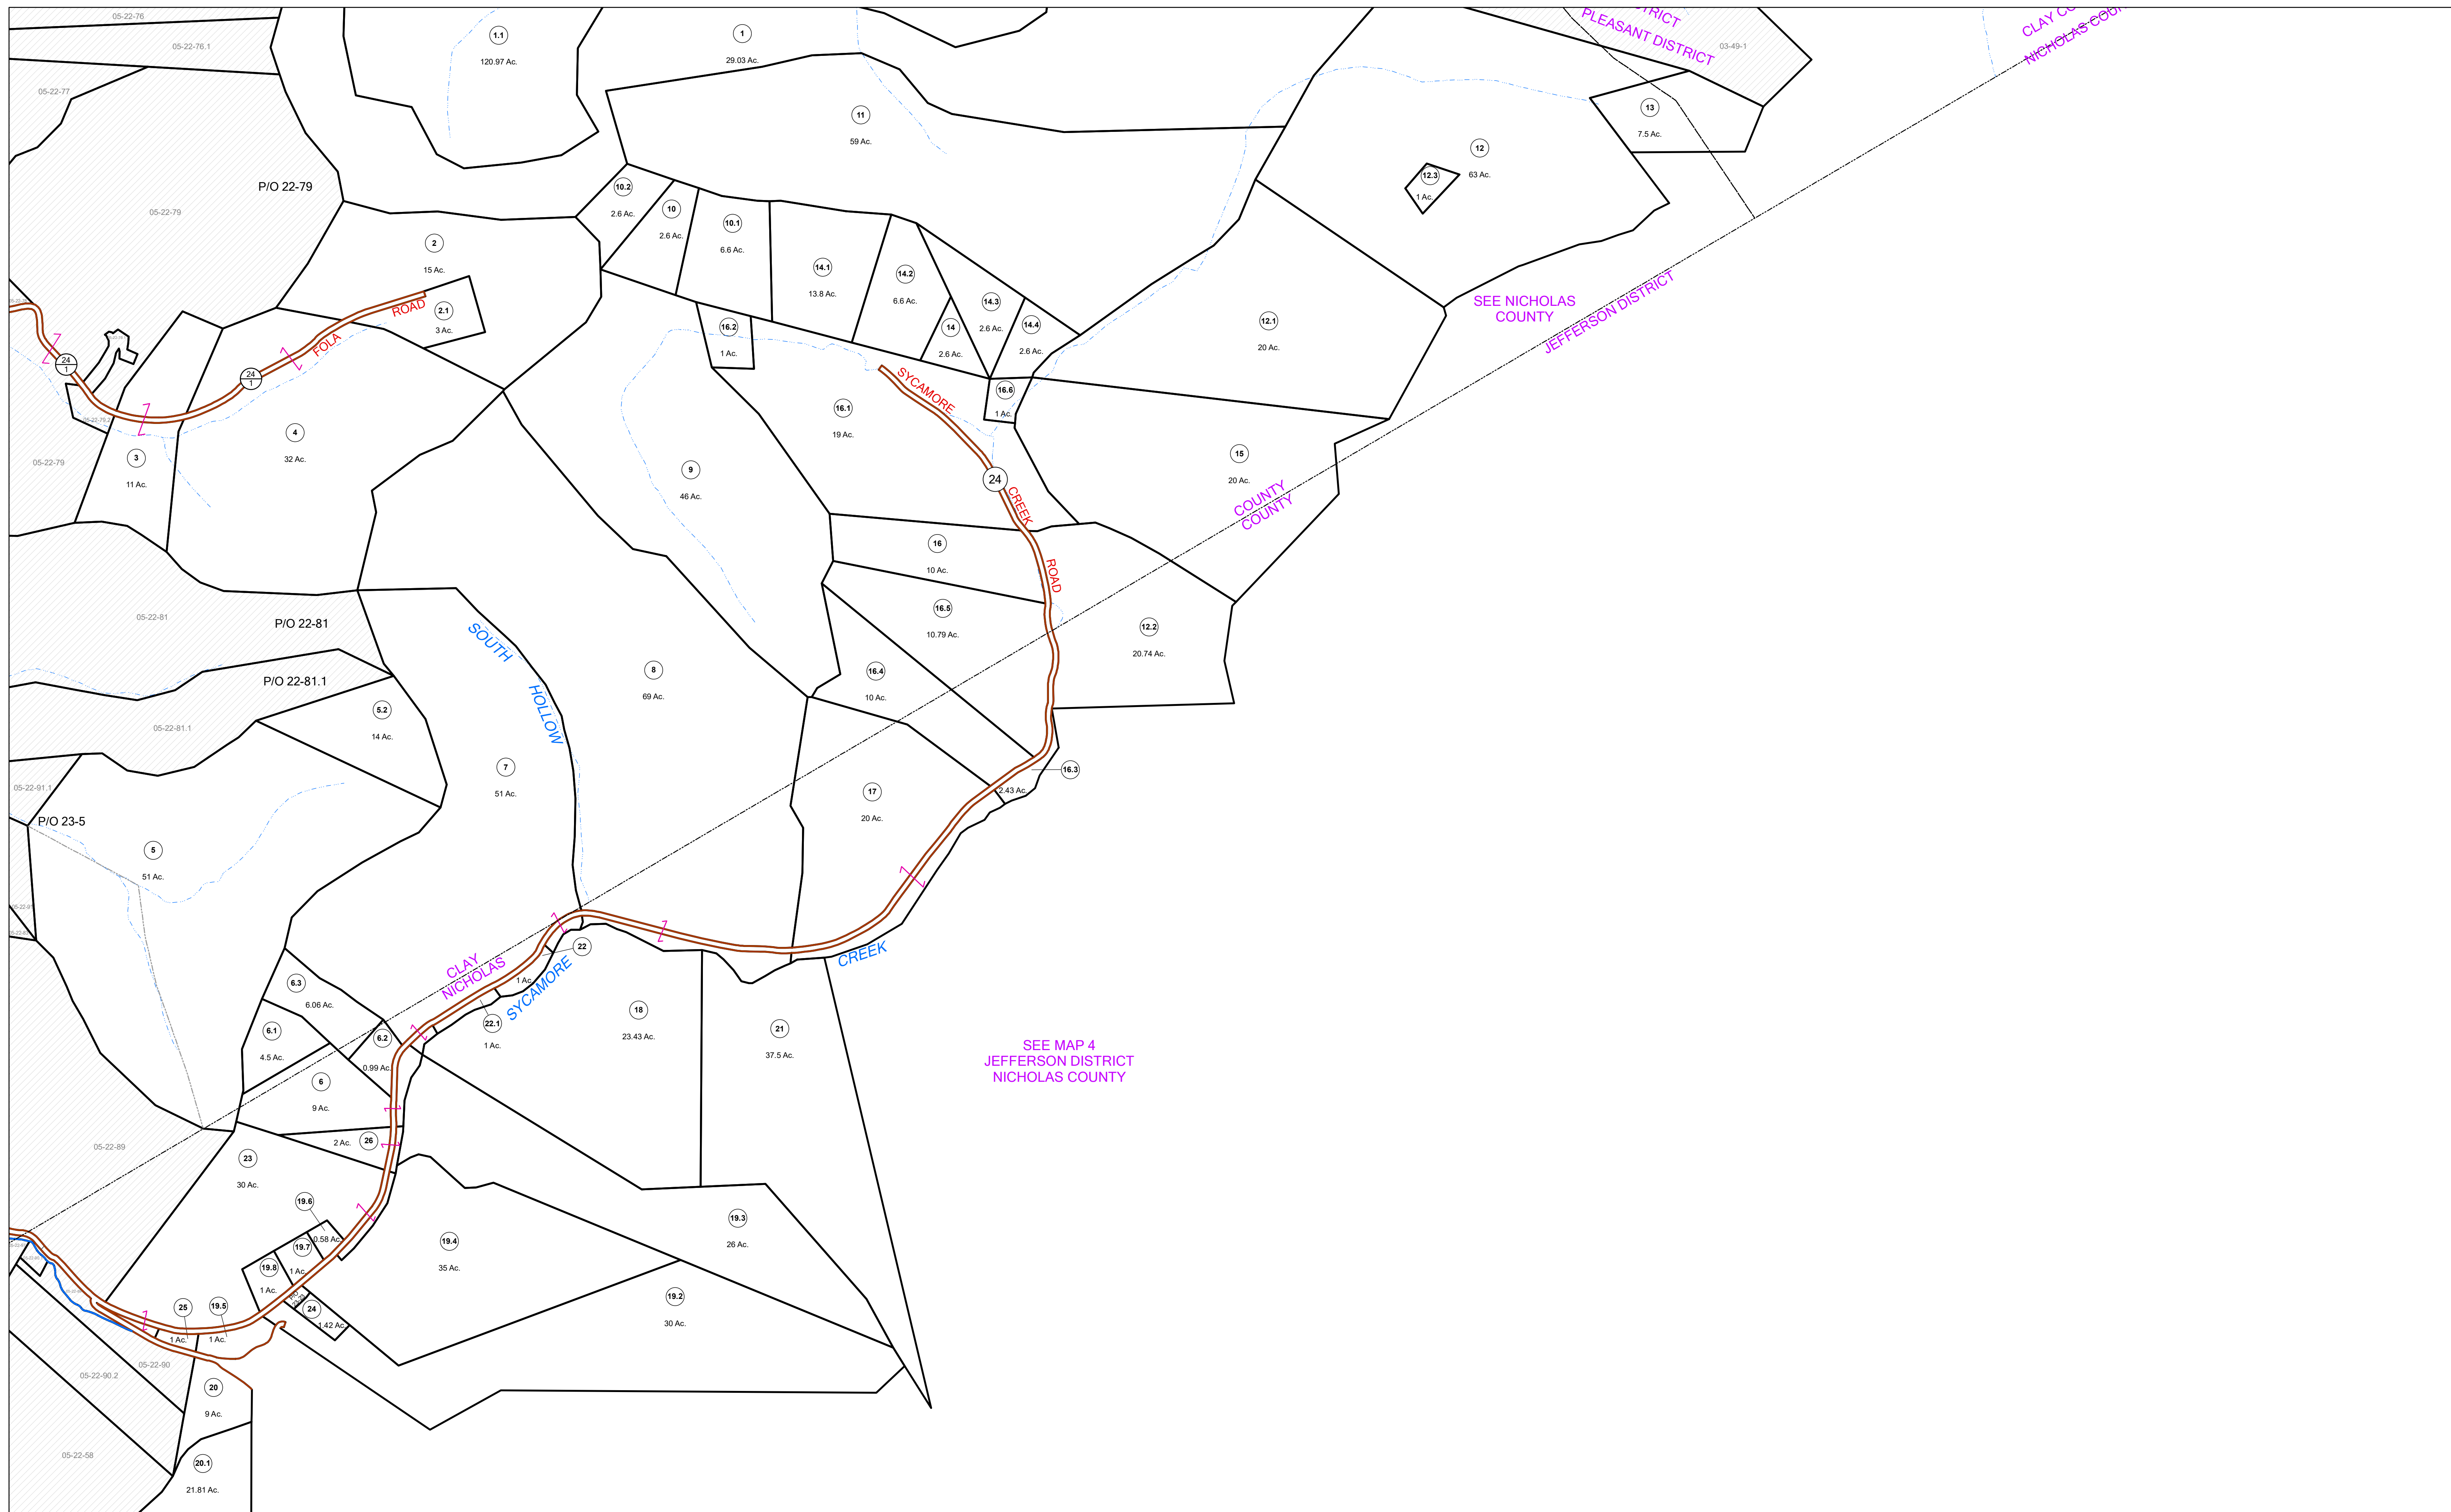 05-22-76
05-22-76.1
05-22-77
05-22-79
P/O 22-79
1.1
120.97 Ac.
1
29.03 Ac.
PLEASANT DISTRICT
03-49-1
NICHOLAS
11
59 Ac.
13
7.5 Ac.
12
63 Ac.
12.3
1 Ac.
10.2
2.6 Ac.
10
2.6 Ac.
10.1
6.6 Ac.
14.1
13.8 Ac.
14.2
6.6 Ac.
14.3
2.6 Ac.
14
2.6 Ac.
14.4
2.6 Ac.
2
15 Ac.
2.1
3 Ac.
FOLA
ROAD
24
1
24
1
16.2
1 Ac.
12.1
20 Ac.
SEE NICHOLAS
COUNTY
JEFFERSON DISTRICT
16.6
1 Ac.
SYCAMORE
CREEK
ROAD
24
16.1
19 Ac.
4
32 Ac.
3
11 Ac.
05-22-79
9
46 Ac.
15
20 Ac.
COUNTY
COUNTY
16
10 Ac.
16.5
10.79 Ac.
16.4
10 Ac.
12.2
20.74 Ac.
05-22-81
P/O 22-81
P/O 22-81.1
05-22-81.1
SOUTH
HOLLOW
8
69 Ac.
5.2
14 Ac.
7
51 Ac.
17
20 Ac.
16.3
2.43 Ac.
05-22-91.1
P/O 23-5
5
51 Ac.
CLAY
NICHOLAS
SYCAMORE
CREEK
22
1 Ac.
22.1
1 Ac.
6.3
6.06 Ac.
6.1
4.5 Ac.
6.2
0.99 Ac.
6
9 Ac.
26
2 Ac.
18
23.43 Ac.
21
37.5 Ac.
SEE MAP 4
JEFFERSON DISTRICT
NICHOLAS COUNTY
05-22-89
23
30 Ac.
19.6
0.58 Ac.
19.7
1 Ac.
19.8
1 Ac.
24
1.42 Ac.
19.4
35 Ac.
19.3
26 Ac.
19.2
30 Ac.
25
1 Ac.
19.5
1 Ac.
05-22-90
05-22-90.2
20
9 Ac.
05-22-58
20.1
21.81 Ac.